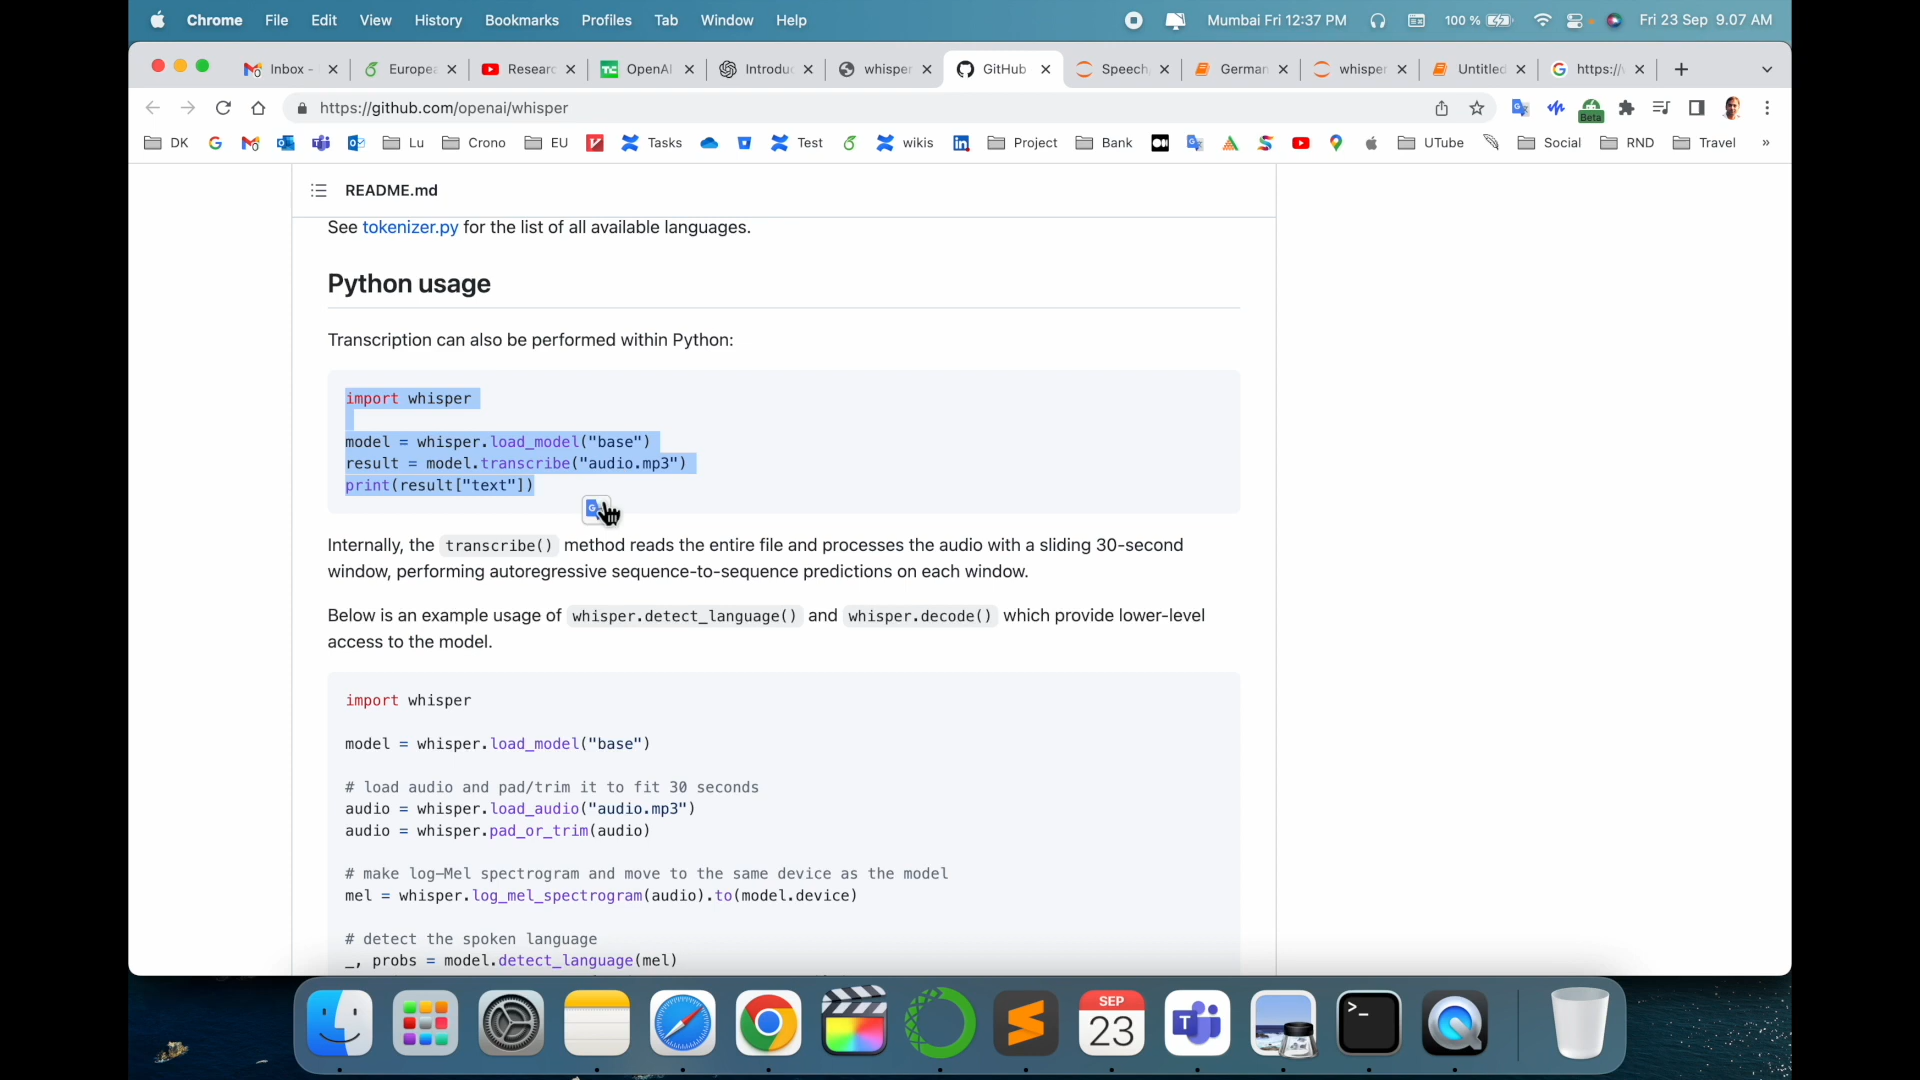 Chrome File Edit View History Bookmarks Profiles Tab Window Help Mumbai Fri 12:37 PM 100 % Fri 23 Sep 9.07 AM
Inbox - Europea Researc OpenAI Introduc whisper GitHub Speech, German whisper Untitled https://
https://github.com/openai/whisper Beta
DK Lu Crono EU Tasks Test wikis Project Bank UTube Social RND Travel »
README.md
See tokenizer.py for the list of all available languages.
Python usage
Transcription can also be performed within Python:
import whisper
model = whisper.load_model("base")
result = model.transcribe("audio.mp3")
print(result["text"])
Internally, the transcribe() method reads the entire file and processes the audio with a sliding 30-second
window, performing autoregressive sequence-to-sequence predictions on each window.
Below is an example usage of whisper.detect_language() and whisper.decode() which provide lower-level
access to the model.
import whisper
model = whisper.load_model("base")
# load audio and pad/trim it to fit 30 seconds
audio = whisper.load_audio("audio.mp3")
audio = whisper.pad_or_trim(audio)
# make log-Mel spectrogram and move to the same device as the model
mel = whisper.log_mel_spectrogram(audio).to(model.device)
# detect the spoken language
_, probs = model.detect_language(mel)
SEP
23